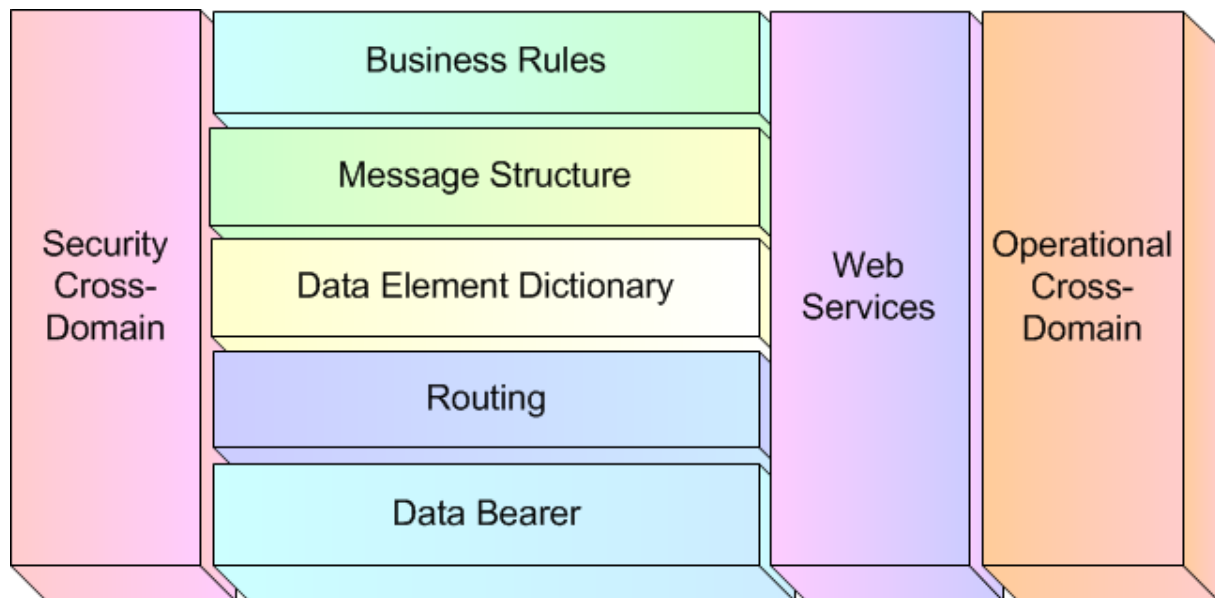 Security
Cross-
Domain
Business Rules
Message Structure
Data Element Dictionary
Routing
Data Bearer
Web
Services
Operational
Cross-
Domain